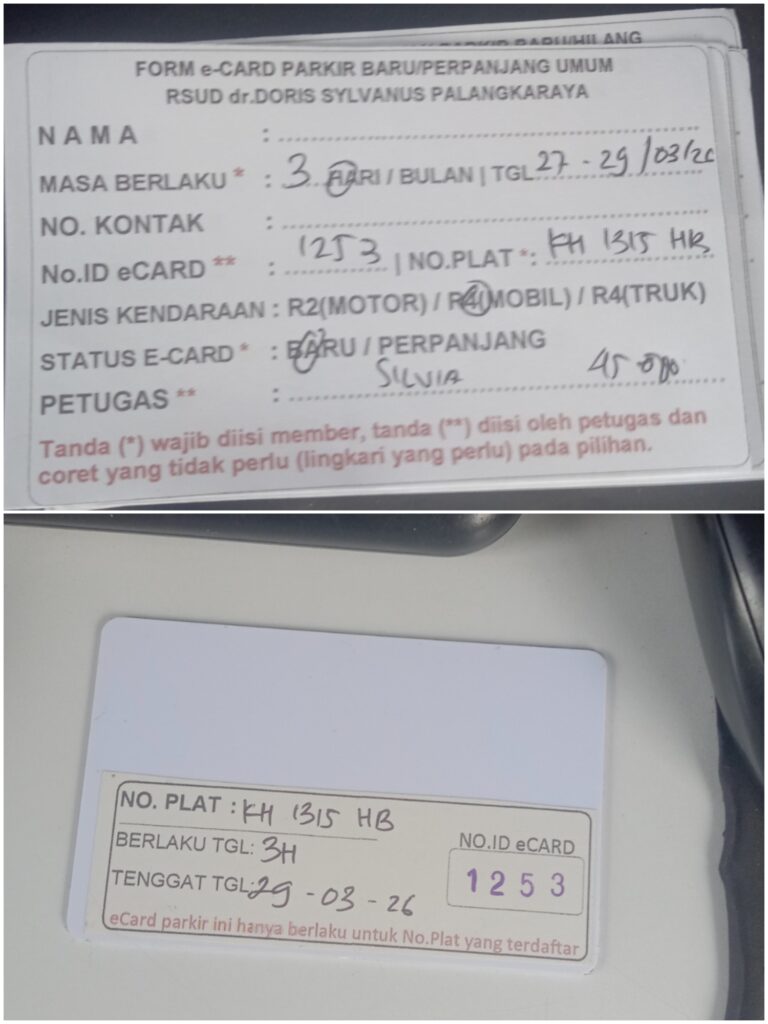 PARKIR BARU/HILANG
FORM e-CARD PARKIR BARU/PERPANJANG UMUM
RSUD dr.DORIS SYLVANUS PALANGKARAYA
NAMA :
MASA BERLAKU * : 3 HARI / BULAN | TGL 27 - 29 /03/26
NO. KONTAK :
No.ID eCARD ** : 1253 | NO.PLAT *: KH 1315 HB
JENIS KENDARAAN : R2(MOTOR) / R4(MOBIL) / R4(TRUK)
STATUS E-CARD * : BARU / PERPANJANG
PETUGAS ** : SILVIA 45 000
Tanda (*) wajib diisi member, tanda (**) diisi oleh petugas dan
coret yang tidak perlu (lingkari yang perlu) pada pilihan.
NO. PLAT : KH 1315 HB
BERLAKU TGL: 3H
TENGGAT TGL: 29 - 03 - 26
NO.ID eCARD
1253
eCard parkir ini hanya berlaku untuk No.Plat yang terdaftar